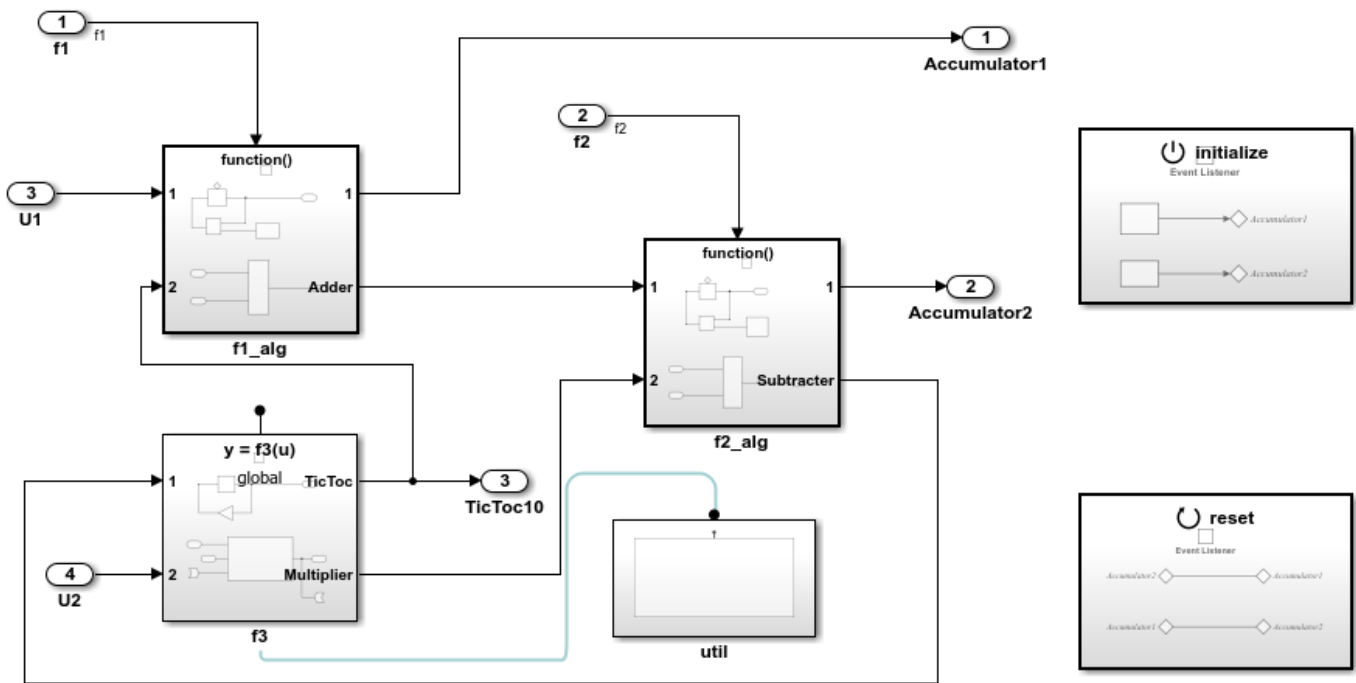 1
f1
f1
1
Accumulator1
2
f2
f2
function()
1
1
3
U1
2
Adder
f1_alg
function()
1
1
2
Accumulator2
2
Subtracter
f2_alg
initialize
Event Listener
Accumulator1
Accumulator2
y = f3(u)
global
1
TicToc
3
TicToc10
4
U2
2
Multiplier
f3
f
util
reset
Event Listener
Accumulator2
Accumulator1
Accumulator1
Accumulator2